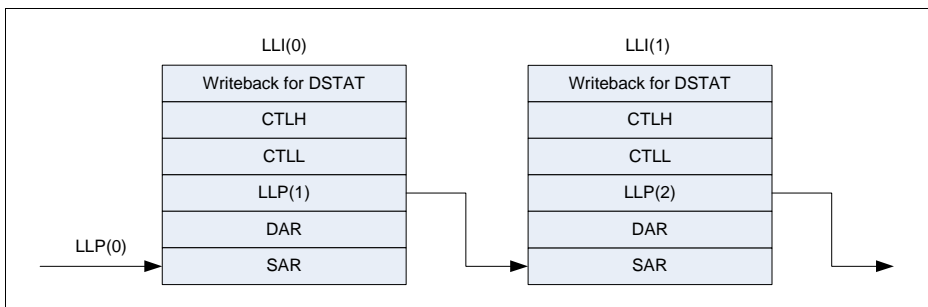 LLI(0)
LLI(1)
Writeback for DSTAT
Writeback for DSTAT
CTLH
CTLH
CTLL
CTLL
LLP(1)
LLP(2)
DAR
DAR
LLP(0)
SAR
SAR